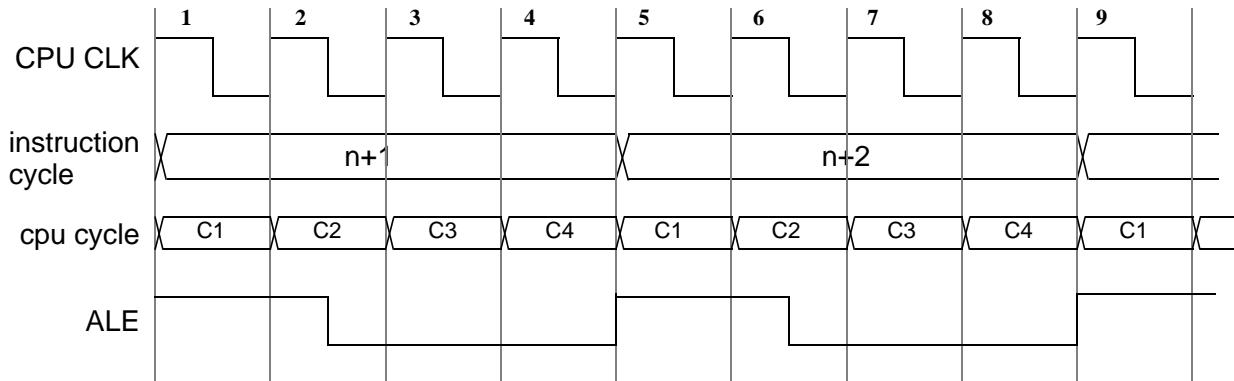 1 2 3 4 5 6 7 8 9
CPU CLK
instruction
cycle
n+1 n+2
cpu cycle C1 C2 C3 C4 C1 C2 C3 C4 C1
ALE